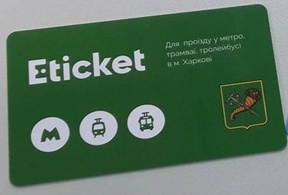 Eticket
Для проїзду у метро,
трамваї, тролейбусі
в м. Харкові
М